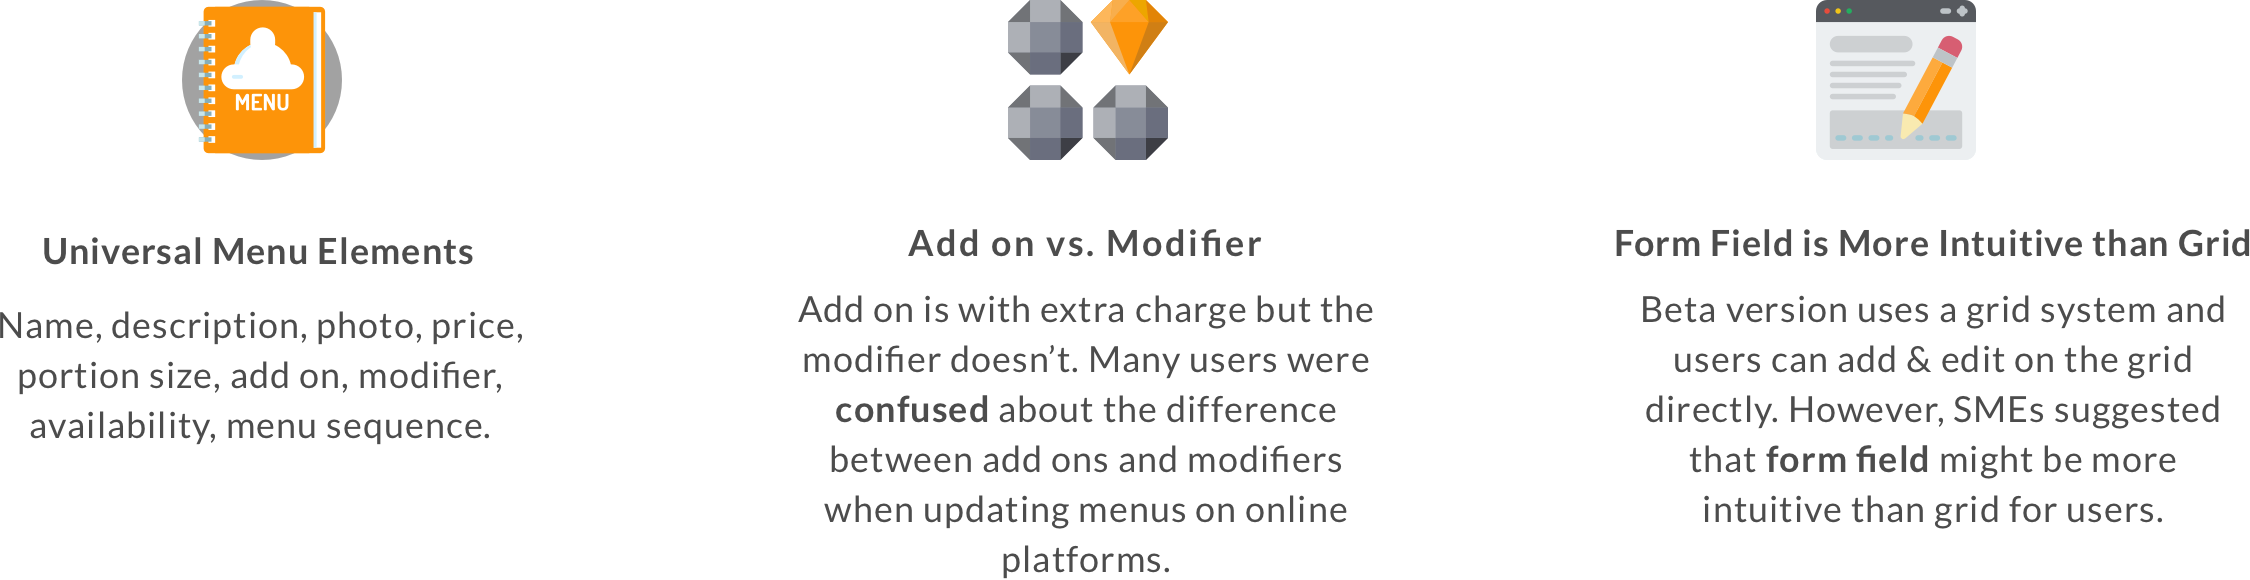 MENU
Universal Menu Elements
Name, description, photo, price,
portion size, add on, modifier,
availability, menu sequence.
Add on vs. Modifier
Add on is with extra charge but the
modifier doesn’t. Many users were
confused about the difference
between add ons and modifiers
when updating menus on online
platforms.
Form Field is More Intuitive than Grid
Beta version uses a grid system and
users can add & edit on the grid
directly. However, SMEs suggested
that form field might be more
intuitive than grid for users.